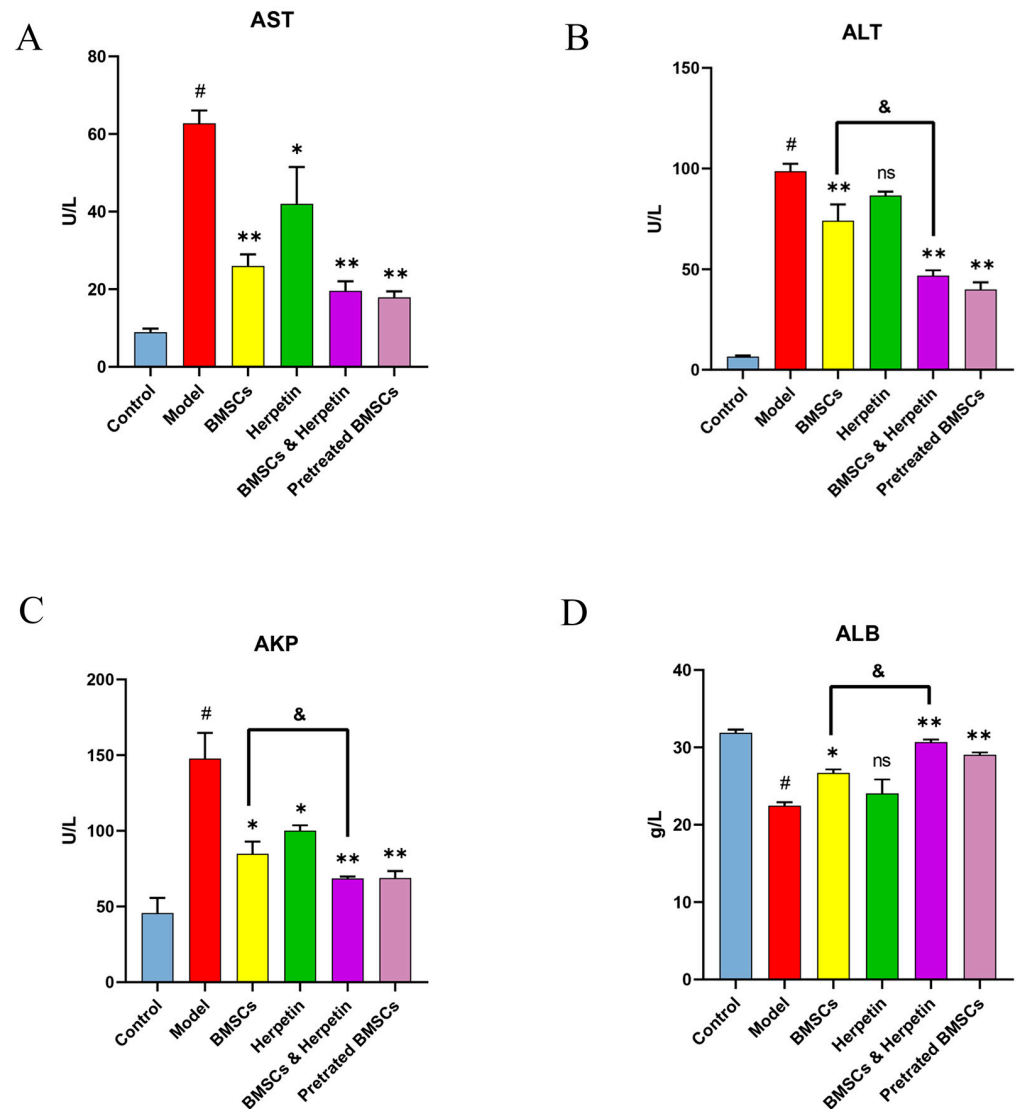 A
AST
U/L
80
60
40
20
0
#
**
*
**
**
Control
Model
BMSCs
Herpetin
BMSCs & Herpetin
Pretreated BMSCs
B
ALT
U/L
150
100
50
0
&
#
**
ns
**
**
Control
Model
BMSCs
Herpetin
BMSCs & Herpetin
Pretreated BMSCs
C
AKP
U/L
200
150
100
50
0
&
#
*
*
**
**
Control
Model
BMSCs
Herpetin
BMSCs & Herpetin
Pretrated BMSCs
D
ALB
g/L
40
30
20
10
0
&
#
*
ns
**
**
Control
Model
BMSCs
Herpetin
BMSCs & Herpetin
Pretreated BMSCs